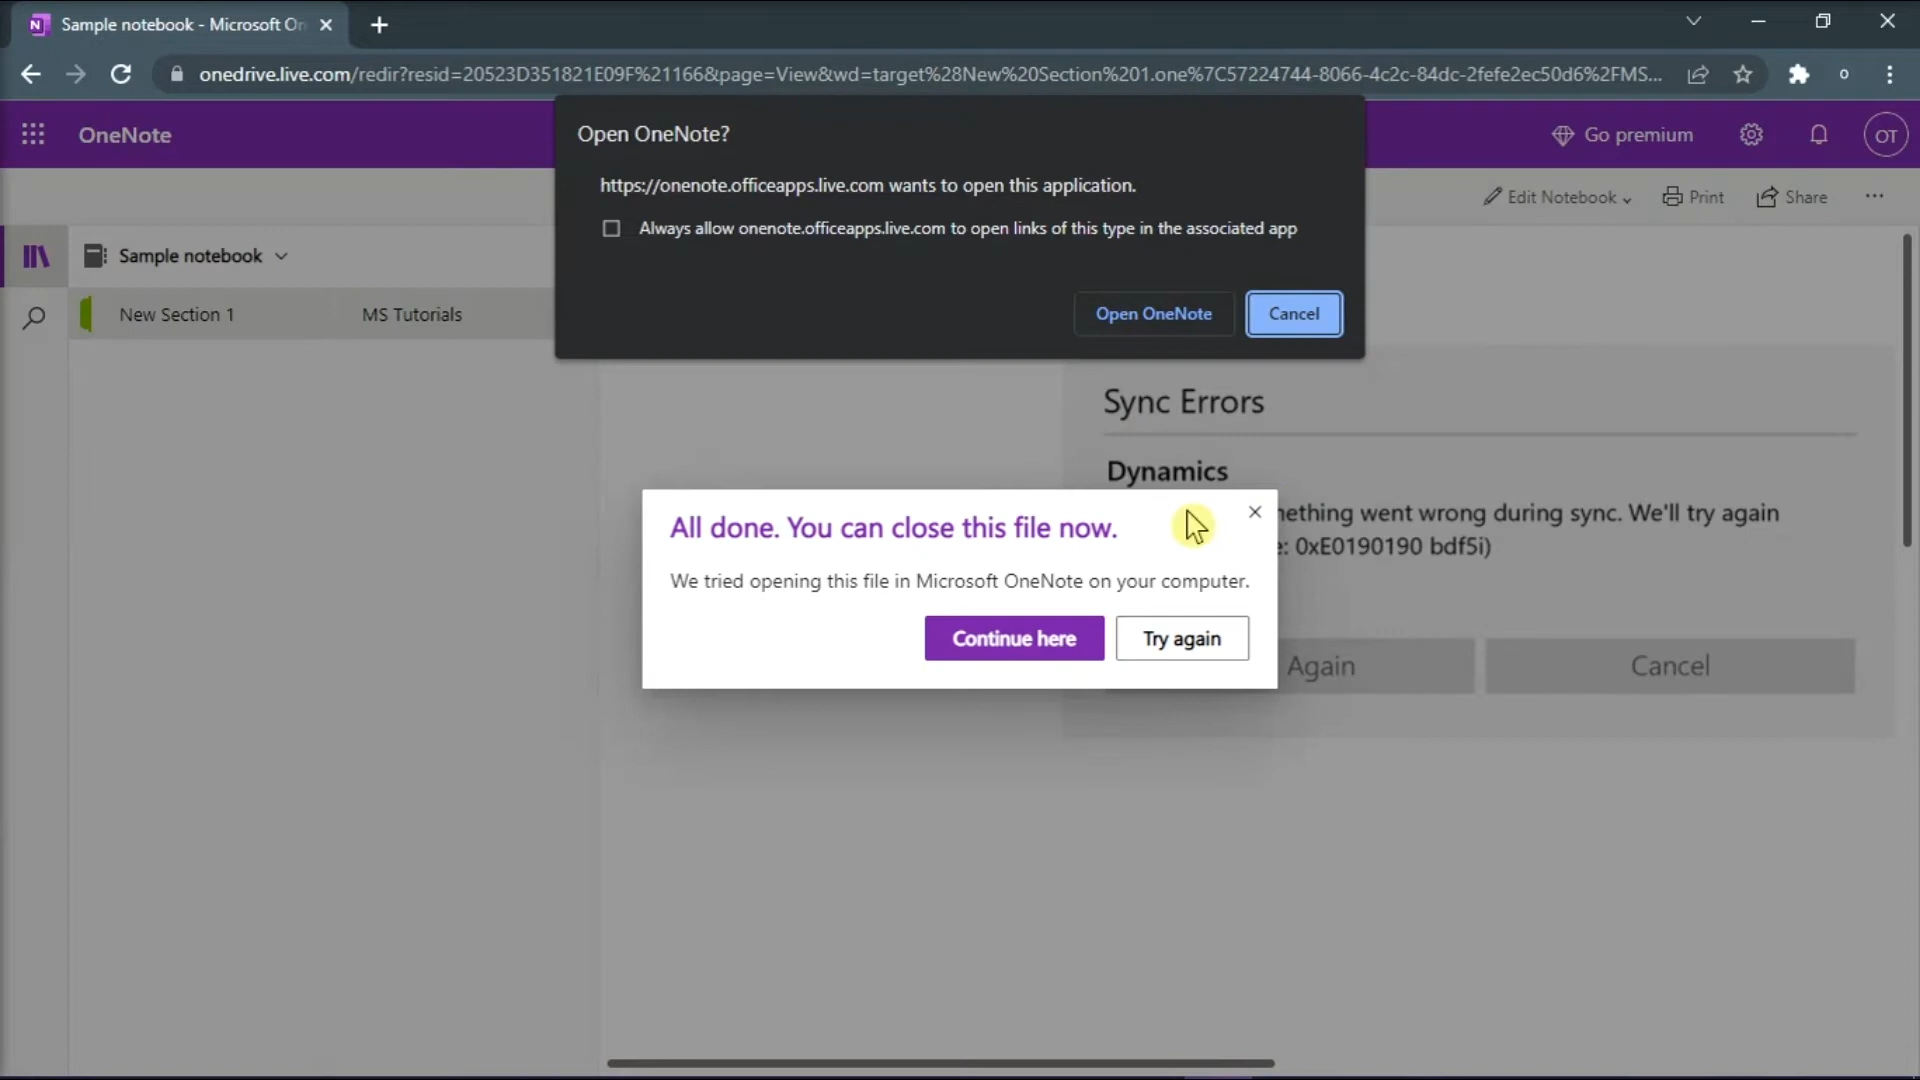 Sample notebook - Microsoft On
onedrive.live.com/redir?resid=20523D351821E09F%21166&page=View&wd=target%28New%20Section%201.one%7C57224744-8066-4c2c-84dc-2fefe2ec50d6%2FMS...
OneNote
Go premium
OT
Open OneNote?
https://onenote.officeapps.live.com wants to open this application.
Always allow onenote.officeapps.live.com to open links of this type in the associated app
Open OneNote
Cancel
Edit Notebook
Print
Share
Sample notebook
New Section 1
MS Tutorials
Sync Errors
Dynamics
nething went wrong during sync. We'll try again
e: 0xE0190190 bdf5i)
Again
Cancel
All done. You can close this file now.
We tried opening this file in Microsoft OneNote on your computer.
Continue here
Try again